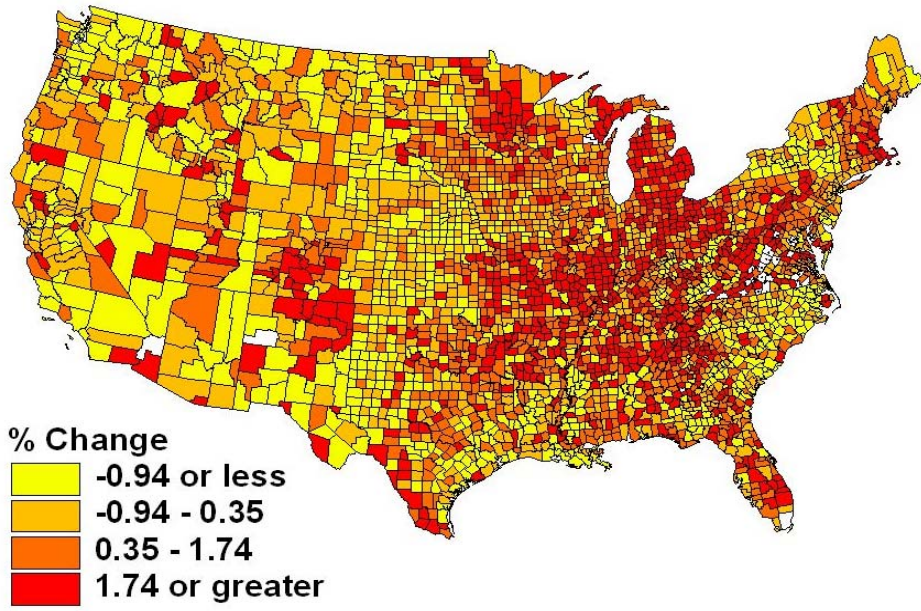 % Change
-0.94 or less
-0.94 - 0.35
0.35 - 1.74
1.74 or greater